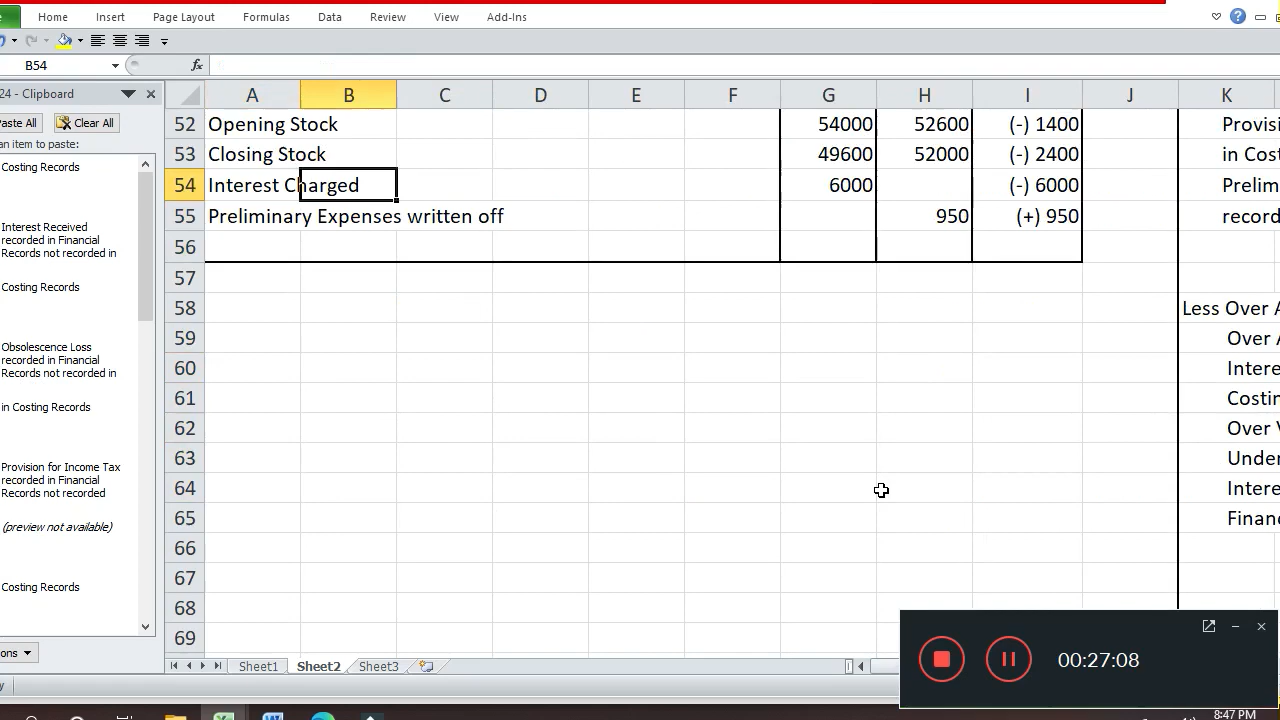 Home Insert Page Layout Formulas Data Review View Add-Ins
B54 fx
24 - Clipboard
Paste All Clear All
an item to paste:
Costing Records
Interest Received
recorded in Financial
Records not recorded in
Costing Records
Obsolescence Loss
recorded in Financial
Records not recorded in
in Costing Records
Provision for Income Tax
recorded in Financial
Records not recorded
(preview not available)
Costing Records
A B C D E F G H I J K
52 Opening Stock 54000 52600 (-) 1400 Provisi
53 Closing Stock 49600 52000 (-) 2400 in Cost
54 Interest Charged 6000 (-) 6000 Prelim
55 Preliminary Expenses written off 950 (+) 950 record
56
57
58 Less Over A
59 Over A
60 Intere
61 Costin
62 Over V
63 Under
64 Intere
65 Finan
66
67
68
69
Sheet1 Sheet2 Sheet3
00:27:08
8:47 PM